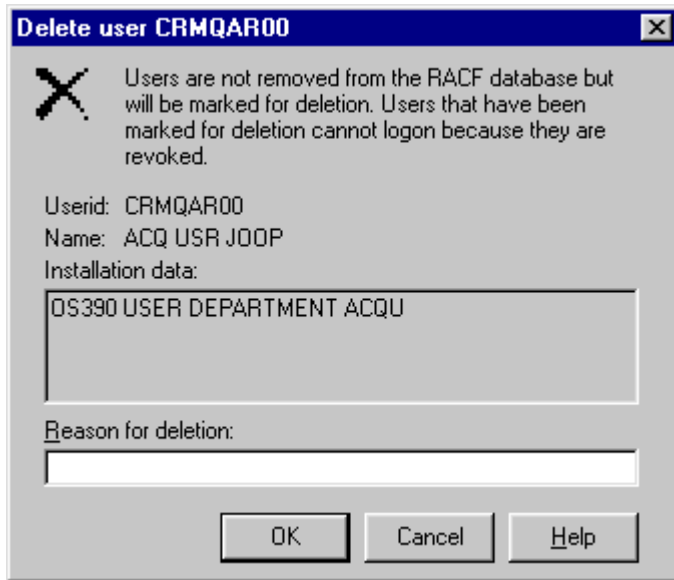 Delete user CRMQAR00
Users are not removed from the RACF database but
will be marked for deletion. Users that have been
marked for deletion cannot logon because they are
revoked.
Userid: CRMQAR00
Name: ACQ USR JOOP
Installation data:
OS390 USER DEPARTMENT ACQU
Reason for deletion:
OK Cancel Help